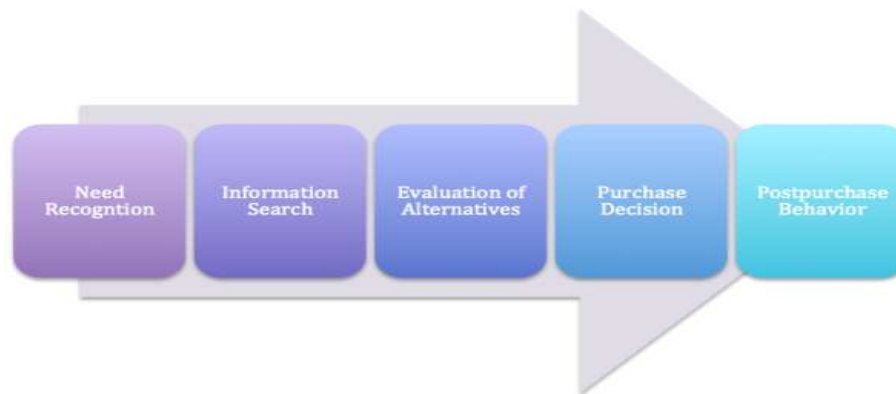 Need
Recogntion
Information
Search
Evaluation of
Alternatives
Purchase
Decision
Postpurchase
Behavior